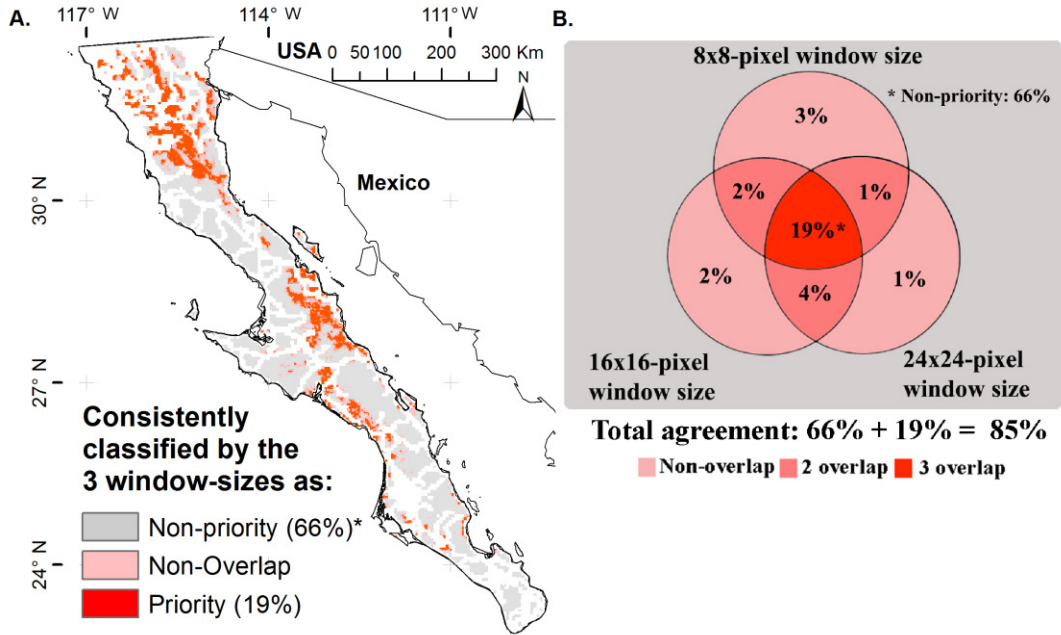 A.
117° W
114° W
111° W
USA 0 50 100 200 300 Km
N
Mexico
30° N
27° N
24° N
Consistently
classified by the
3 window-sizes as:
Non-priority (66%)*
Non-Overlap
Priority (19%)
B.
8x8-pixel window size
* Non-priority: 66%
3%
2%
1%
19%*
2%
4%
1%
16x16-pixel
window size
24x24-pixel
window size
Total agreement: 66% + 19% = 85%
Non-overlap 2 overlap 3 overlap